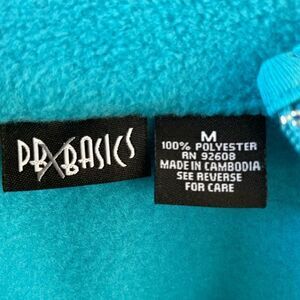 PBXBASICS
M
100% POLYESTER
RN 92608
MADE IN CAMBODIA
SEE REVERSE
FOR CARE